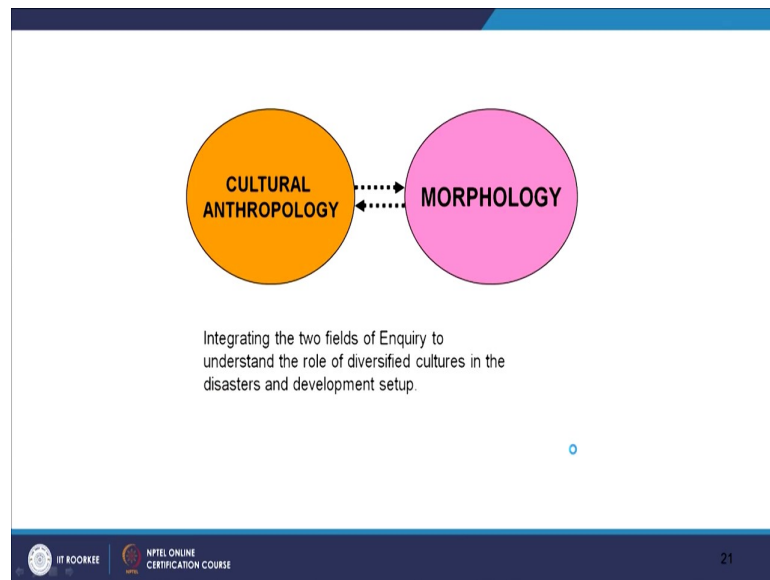 CULTURAL
ANTHROPOLOGY
MORPHOLOGY
Integrating the two fields of Enquiry to
understand the role of diversified cultures in the
disasters and development setup.
IIT ROORKEE
NPTEL ONLINE
CERTIFICATION COURSE
21